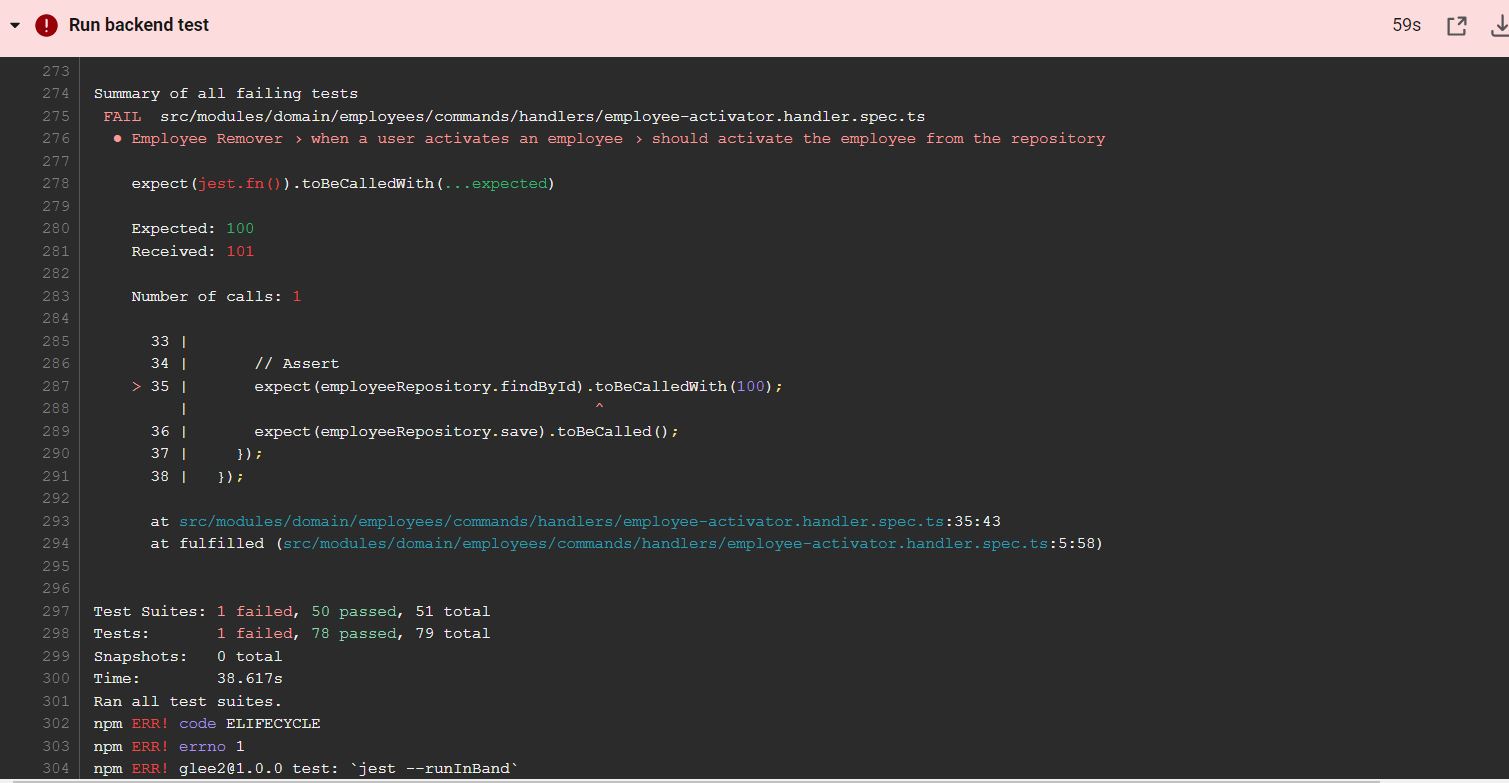 Run backend test 59s
273
274 Summary of all failing tests
275 FAIL src/modules/domain/employees/commands/handlers/employee-activator.handler.spec.ts
276 ● Employee Remover › when a user activates an employee › should activate the employee from the repository
277
278 expect(jest.fn()).toBeCalledWith(...expected)
279
280 Expected: 100
281 Received: 101
282
283 Number of calls: 1
284
285 33 |
286 34 | // Assert
287 > 35 | expect(employeeRepository.findById).toBeCalledWith(100);
288 | ^
289 36 | expect(employeeRepository.save).toBeCalled();
290 37 | });
291 38 | });
292
293 at src/modules/domain/employees/commands/handlers/employee-activator.handler.spec.ts:35:43
294 at fulfilled (src/modules/domain/employees/commands/handlers/employee-activator.handler.spec.ts:5:58)
295
296
297 Test Suites: 1 failed, 50 passed, 51 total
298 Tests: 1 failed, 78 passed, 79 total
299 Snapshots: 0 total
300 Time: 38.617s
301 Ran all test suites.
302 npm ERR! code ELIFECYCLE
303 npm ERR! errno 1
304 npm ERR! glee2@1.0.0 test: `jest --runInBand`